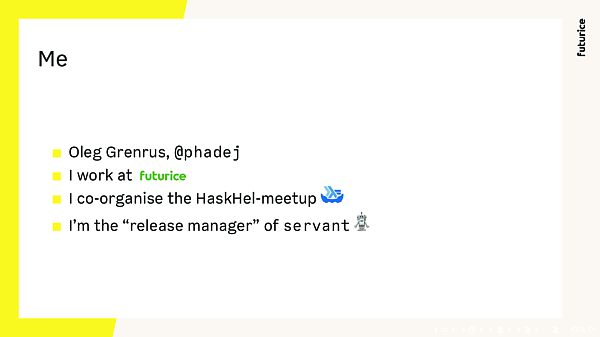 futurice
Me
Oleg Grenrus, @phadej
I work at futurice
I co-organise the HaskHel-meetup
I’m the “release manager” of servant